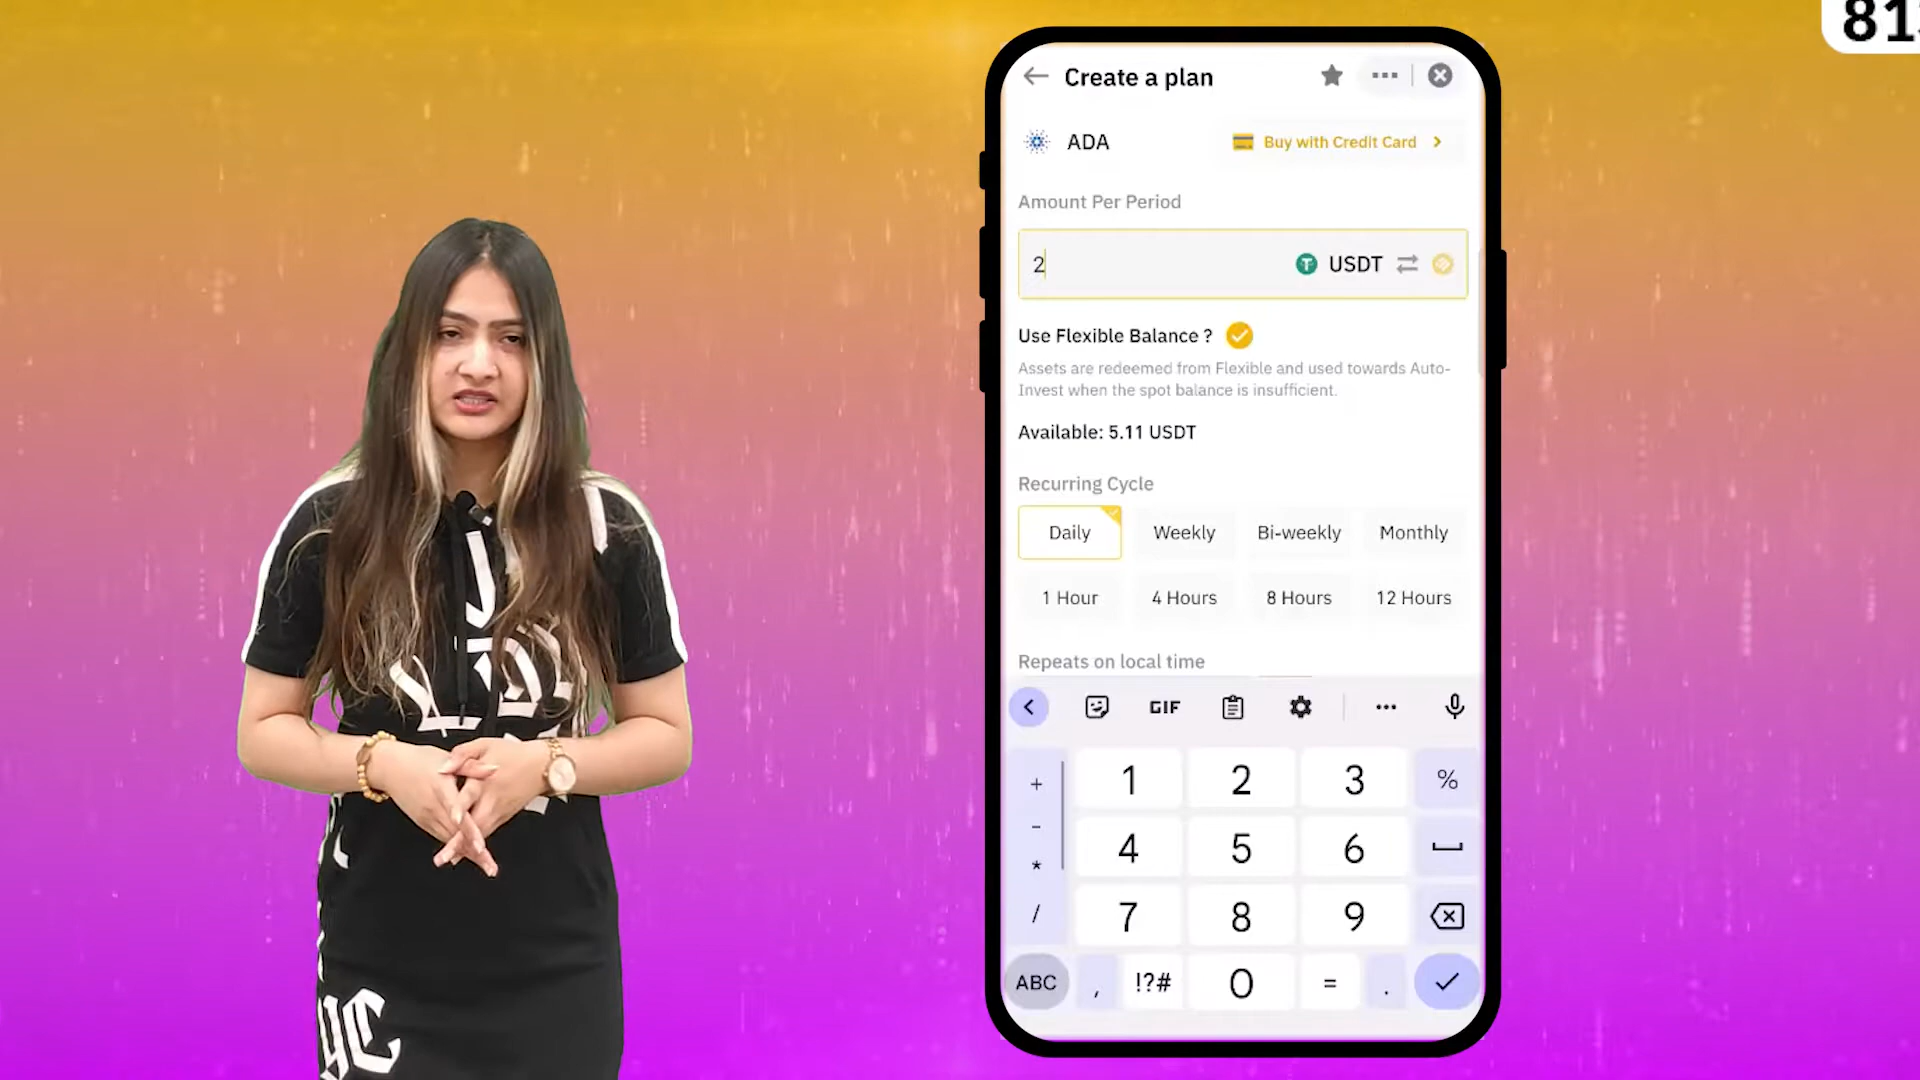 81
Create a plan
ADA
Buy with Credit Card
Amount Per Period
2
USDT
Use Flexible Balance ?
Assets are redeemed from Flexible and used towards Auto-
Invest when the spot balance is insufficient.
Available: 5.11 USDT
Recurring Cycle
Daily Weekly Bi-weekly Monthly
1 Hour 4 Hours 8 Hours 12 Hours
Repeats on local time
GIF
+ 1 2 3 %
- 4 5 6
*
/ 7 8 9
ABC , !?# 0 = .
YC